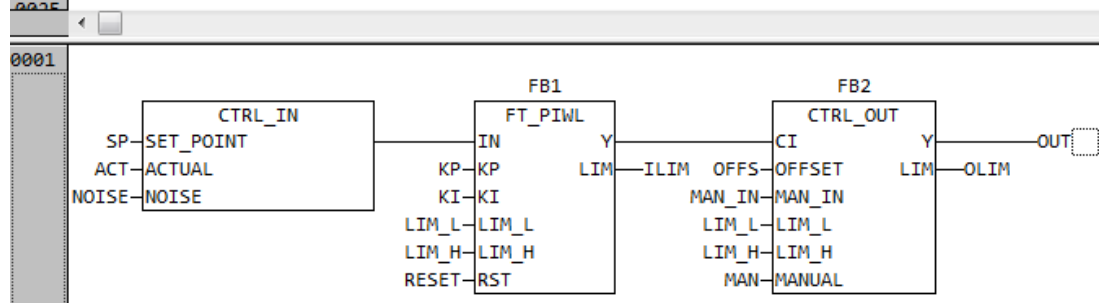 0025
0001
FB1 FB2
CTRL_IN FT_PIWL CTRL_OUT
SP SET_POINT IN Y CI Y OUT
ACT ACTUAL KP KP LIM ILIM OFFS OFFSET LIM OLIM
NOISE NOISE KI KI MAN_IN MAN_IN
LIM_L LIM_L LIM_L LIM_L
LIM_H LIM_H LIM_H LIM_H
RESET RST MAN MANUAL